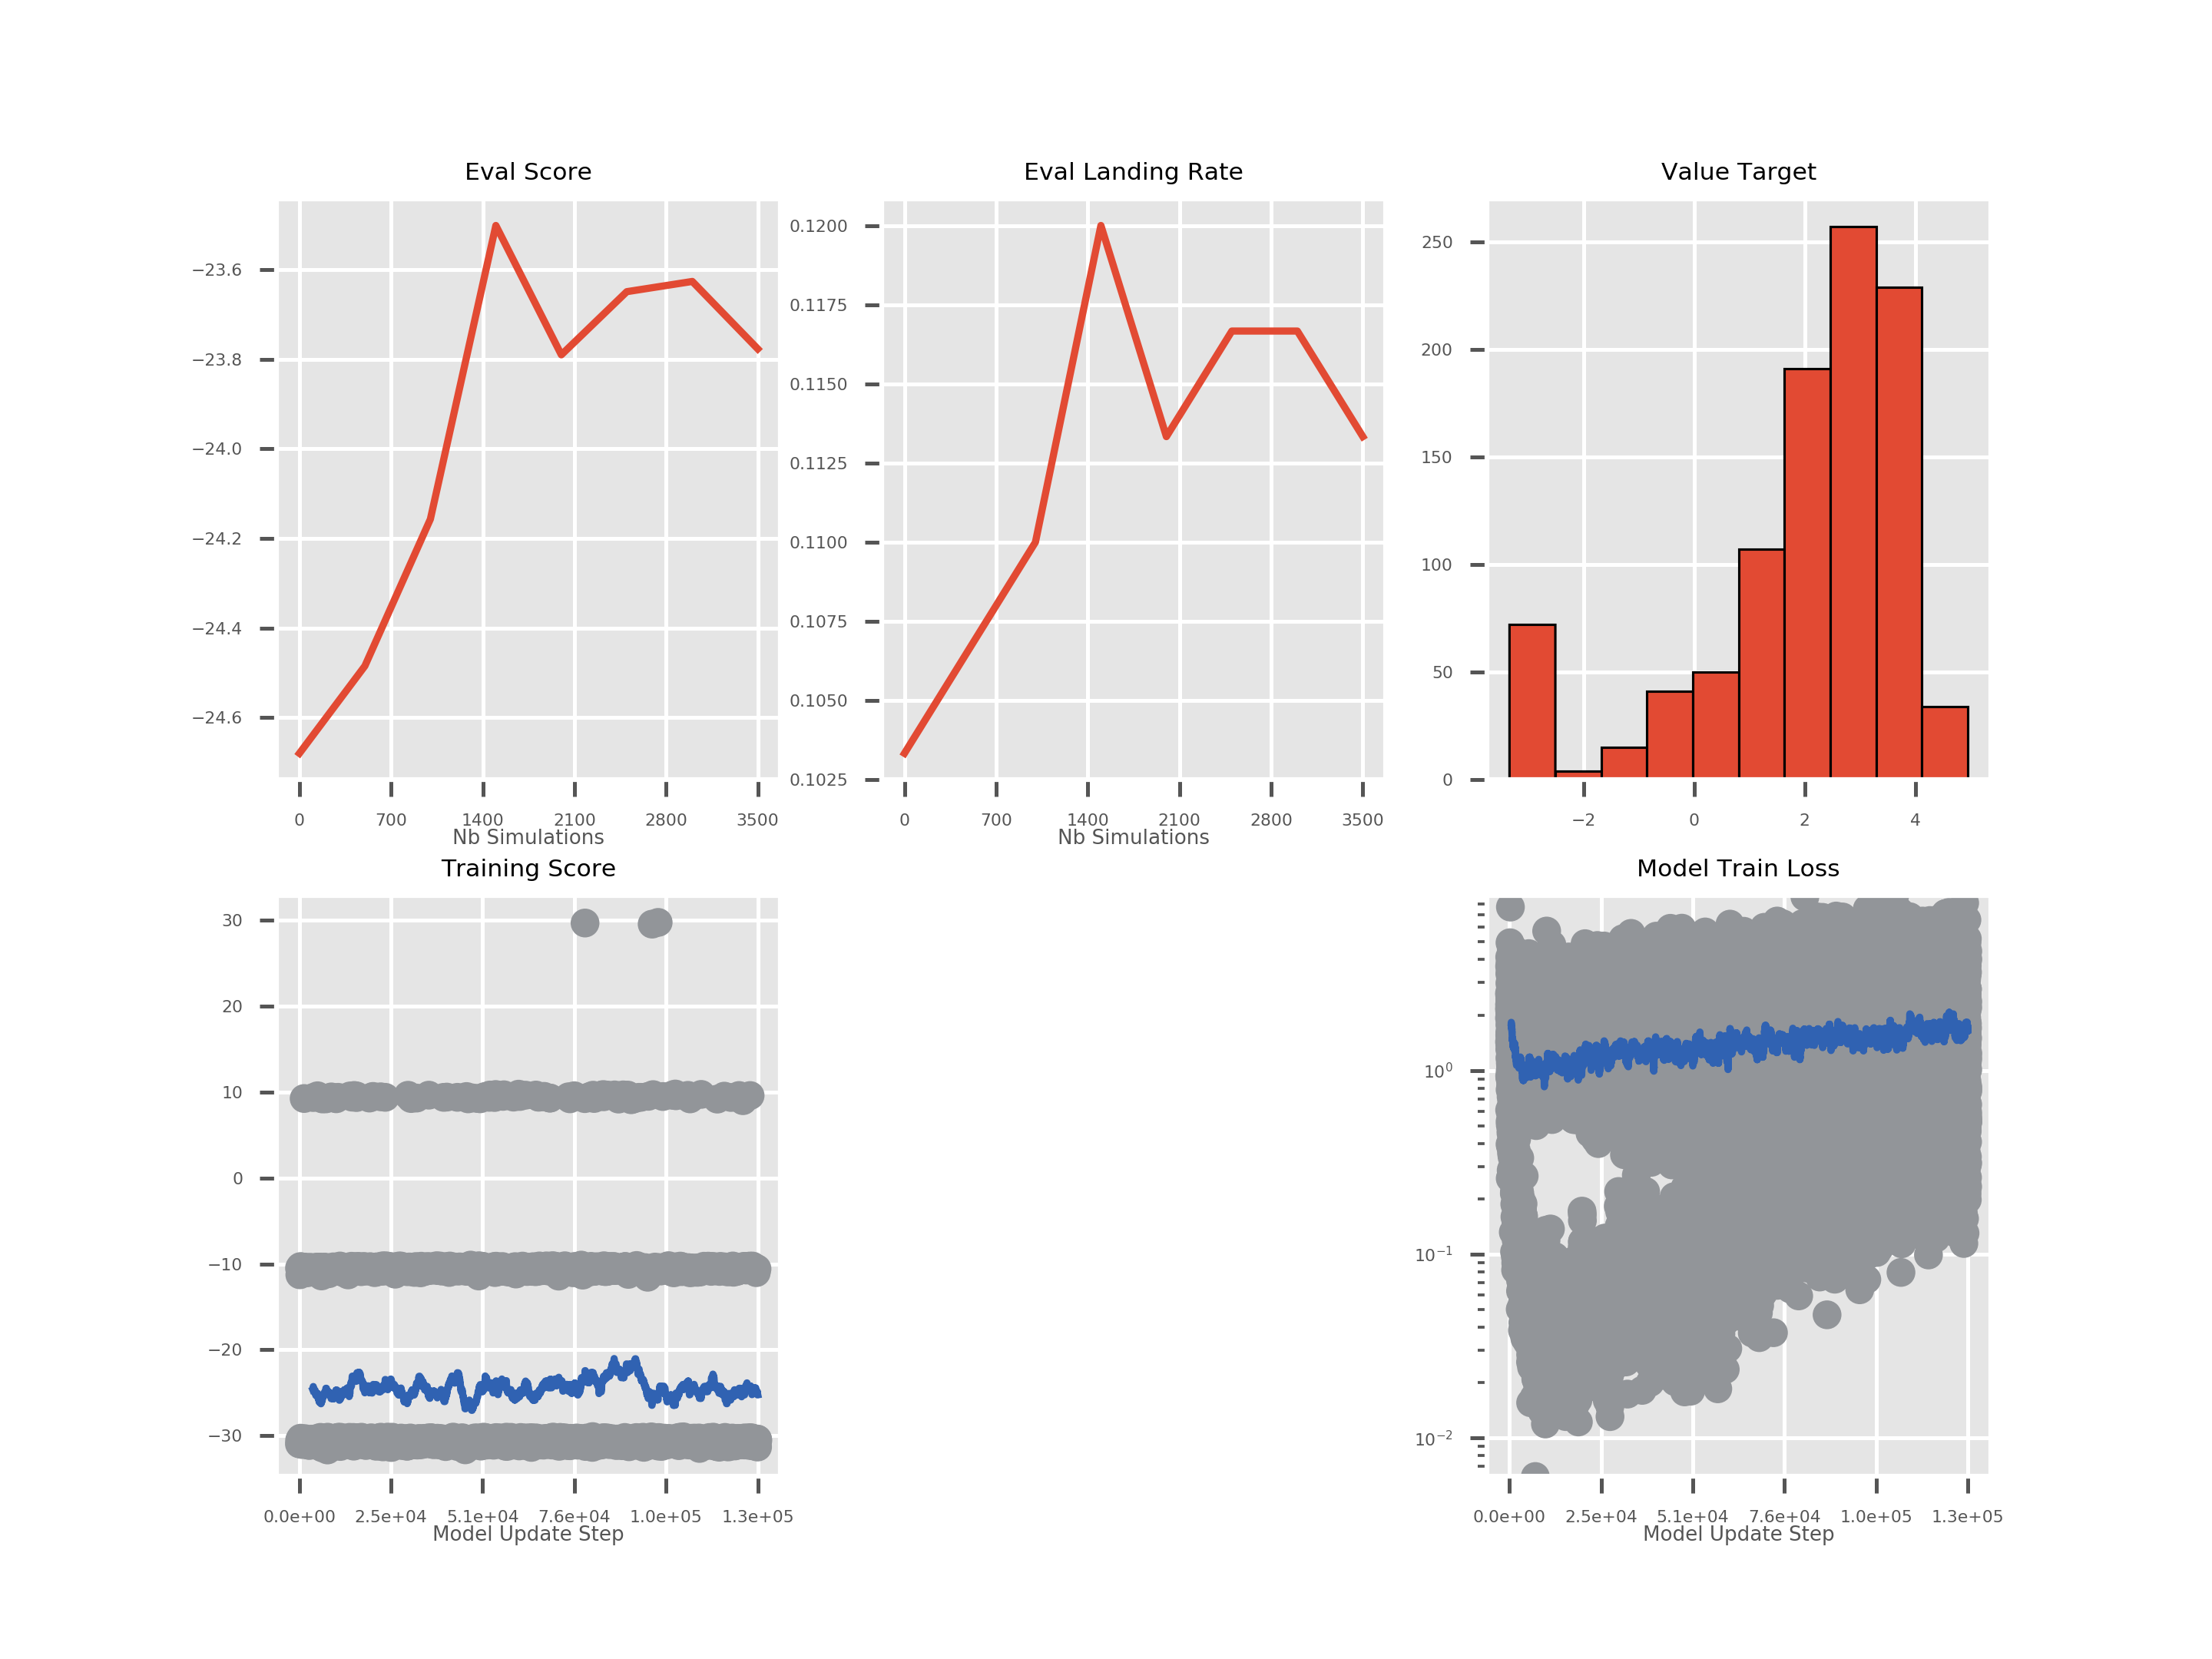 Eval Score
−23.6
−23.8
−24.0
−24.2
−24.4
−24.6
0 700 1400 2100 2800 3500
Nb Simulations
Eval Landing Rate
0.1200
0.1175
0.1150
0.1125
0.1100
0.1075
0.1050
0.1025
0 700 1400 2100 2800 3500
Nb Simulations
Value Target
250
200
150
100
50
0
−2 0 2 4
Training Score
30
20
10
0
−10
−20
−30
0.0e+00 2.5e+04 5.1e+04 7.6e+04 1.0e+05 1.3e+05
Model Update Step
Model Train Loss
10⁰
10⁻¹
10⁻²
0.0e+00 2.5e+04 5.1e+04 7.6e+04 1.0e+05 1.3e+05
Model Update Step